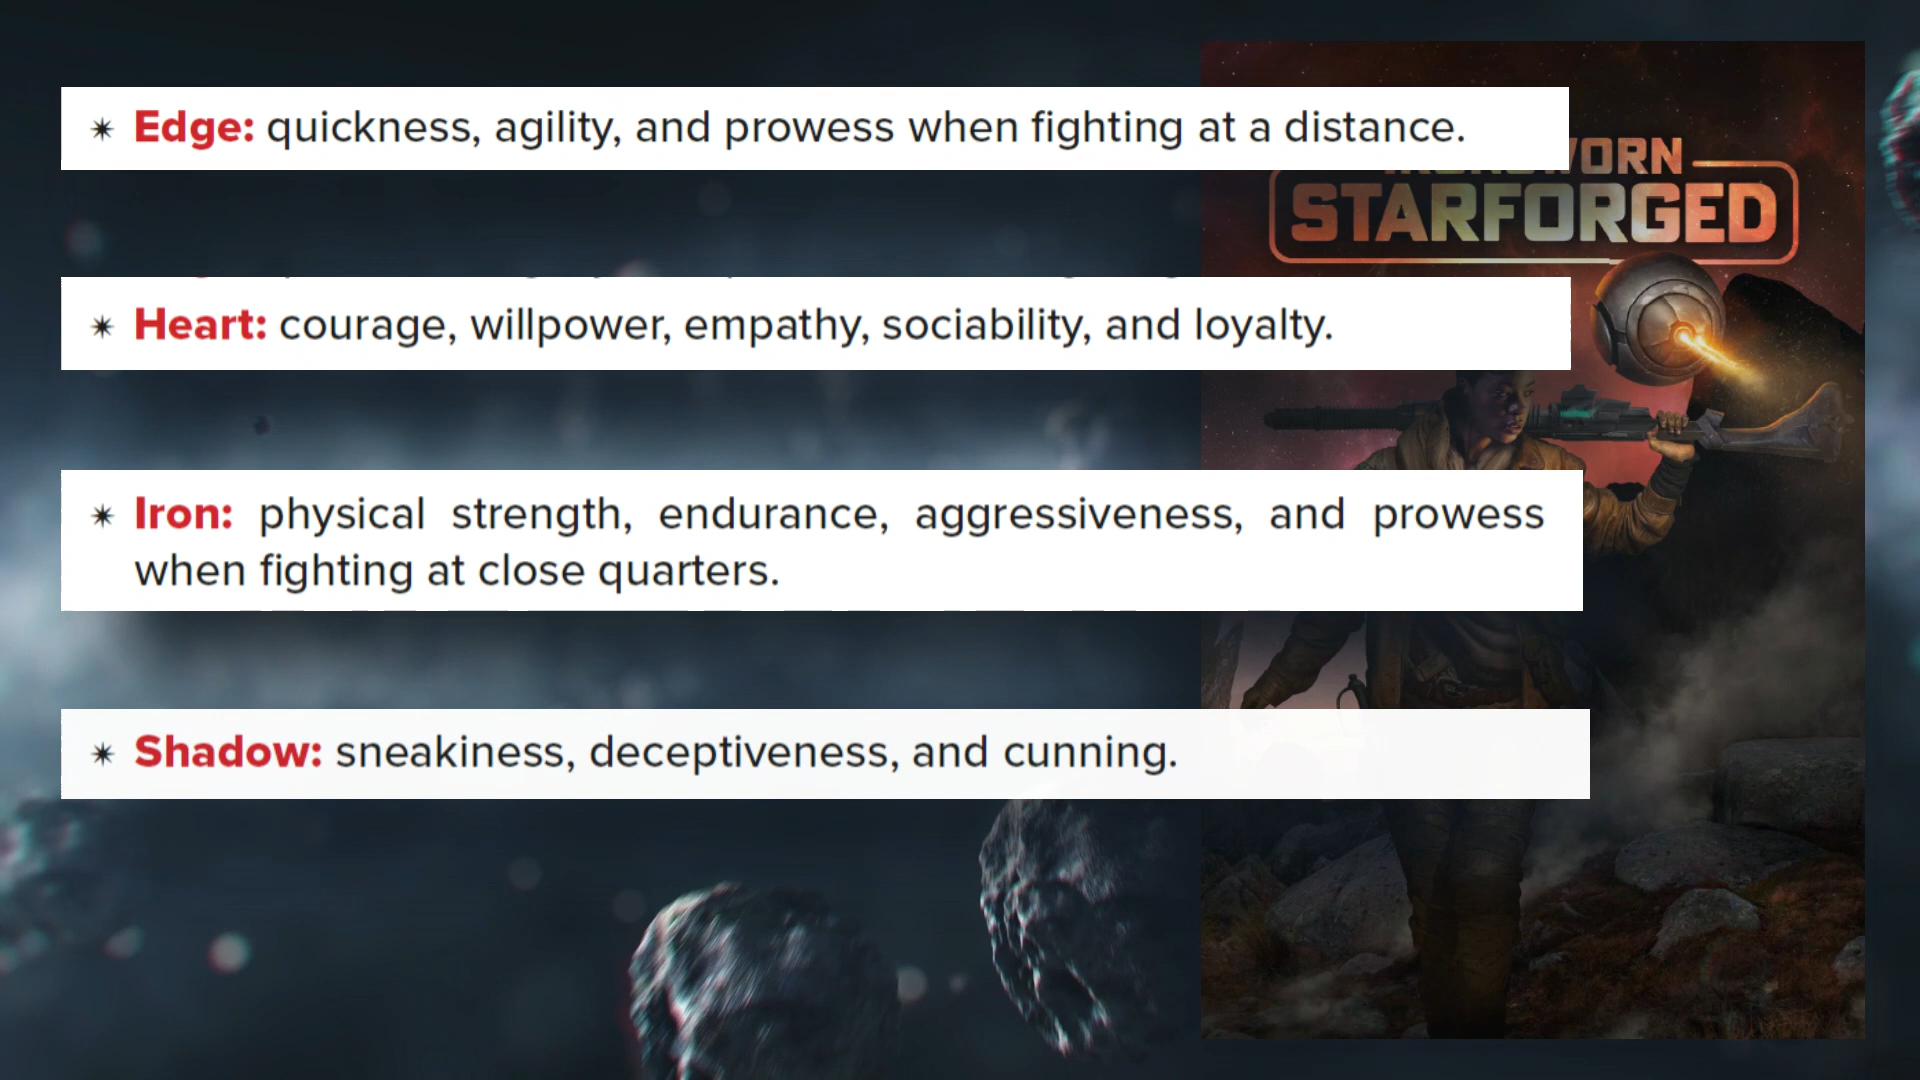 ✴ Edge: quickness, agility, and prowess when fighting at a distance.
ORN
STARFORGED
✴ Heart: courage, willpower, empathy, sociability, and loyalty.
✴ Iron: physical strength, endurance, aggressiveness, and prowess
when fighting at close quarters.
✴ Shadow: sneakiness, deceptiveness, and cunning.